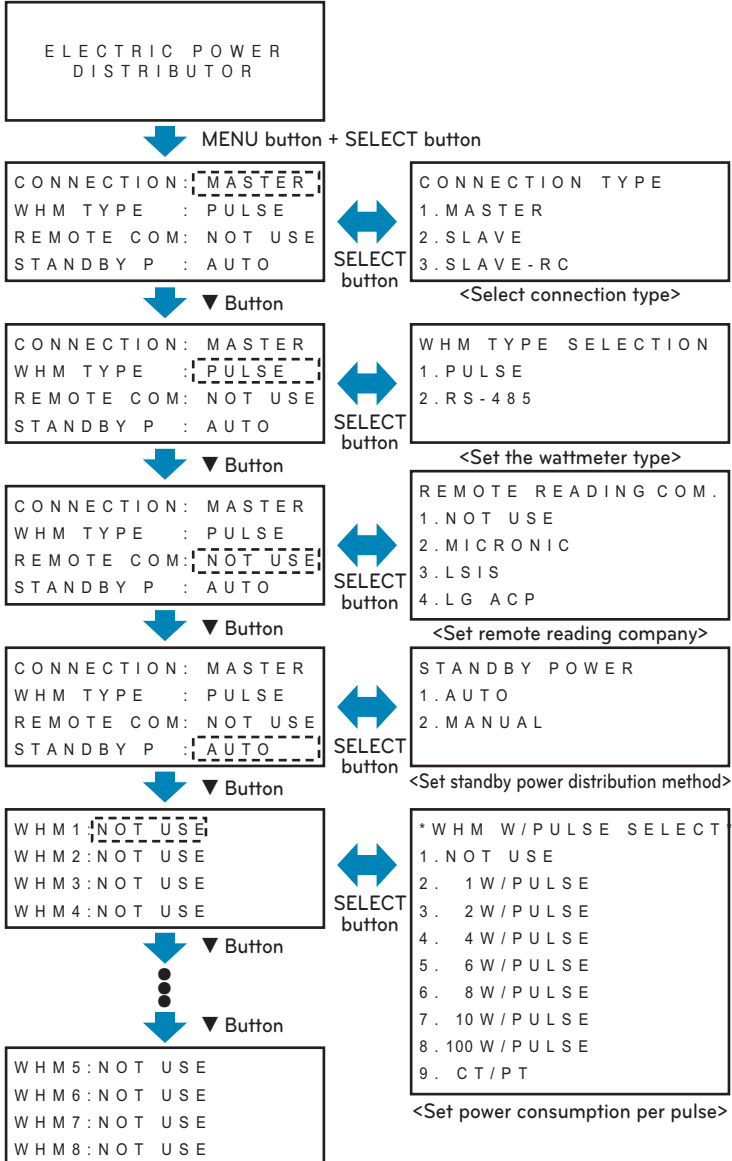 ELECTRIC POWER
DISTRIBUTOR
MENU button + SELECT button
CONNECTION: MASTER
WHM TYPE : PULSE
REMOTE COM: NOT USE
STANDBY P : AUTO
SELECT
button
CONNECTION TYPE
1.MASTER
2.SLAVE
3.SLAVE-RC
<Select connection type>
▼ Button
CONNECTION: MASTER
WHM TYPE : PULSE
REMOTE COM: NOT USE
STANDBY P : AUTO
SELECT
button
WHM TYPE SELECTION
1.PULSE
2.RS-485
<Set the wattmeter type>
▼ Button
CONNECTION: MASTER
WHM TYPE : PULSE
REMOTE COM: NOT USE
STANDBY P : AUTO
SELECT
button
REMOTE READING COM.
1.NOT USE
2.MICRONIC
3.LSIS
4.LG ACP
<Set remote reading company>
▼ Button
CONNECTION: MASTER
WHM TYPE : PULSE
REMOTE COM: NOT USE
STANDBY P : AUTO
SELECT
button
STANDBY POWER
1.AUTO
2.MANUAL
<Set standby power distribution method>
▼ Button
WHM1:NOT USE
WHM2:NOT USE
WHM3:NOT USE
WHM4:NOT USE
SELECT
button
*WHM W/PULSE SELECT*
1.NOT USE
2. 1W/PULSE
3. 2W/PULSE
4. 4W/PULSE
5. 6W/PULSE
6. 8W/PULSE
7. 10W/PULSE
8.100W/PULSE
9. CT/PT
<Set power consumption per pulse>
▼ Button
▼ Button
WHM5:NOT USE
WHM6:NOT USE
WHM7:NOT USE
WHM8:NOT USE